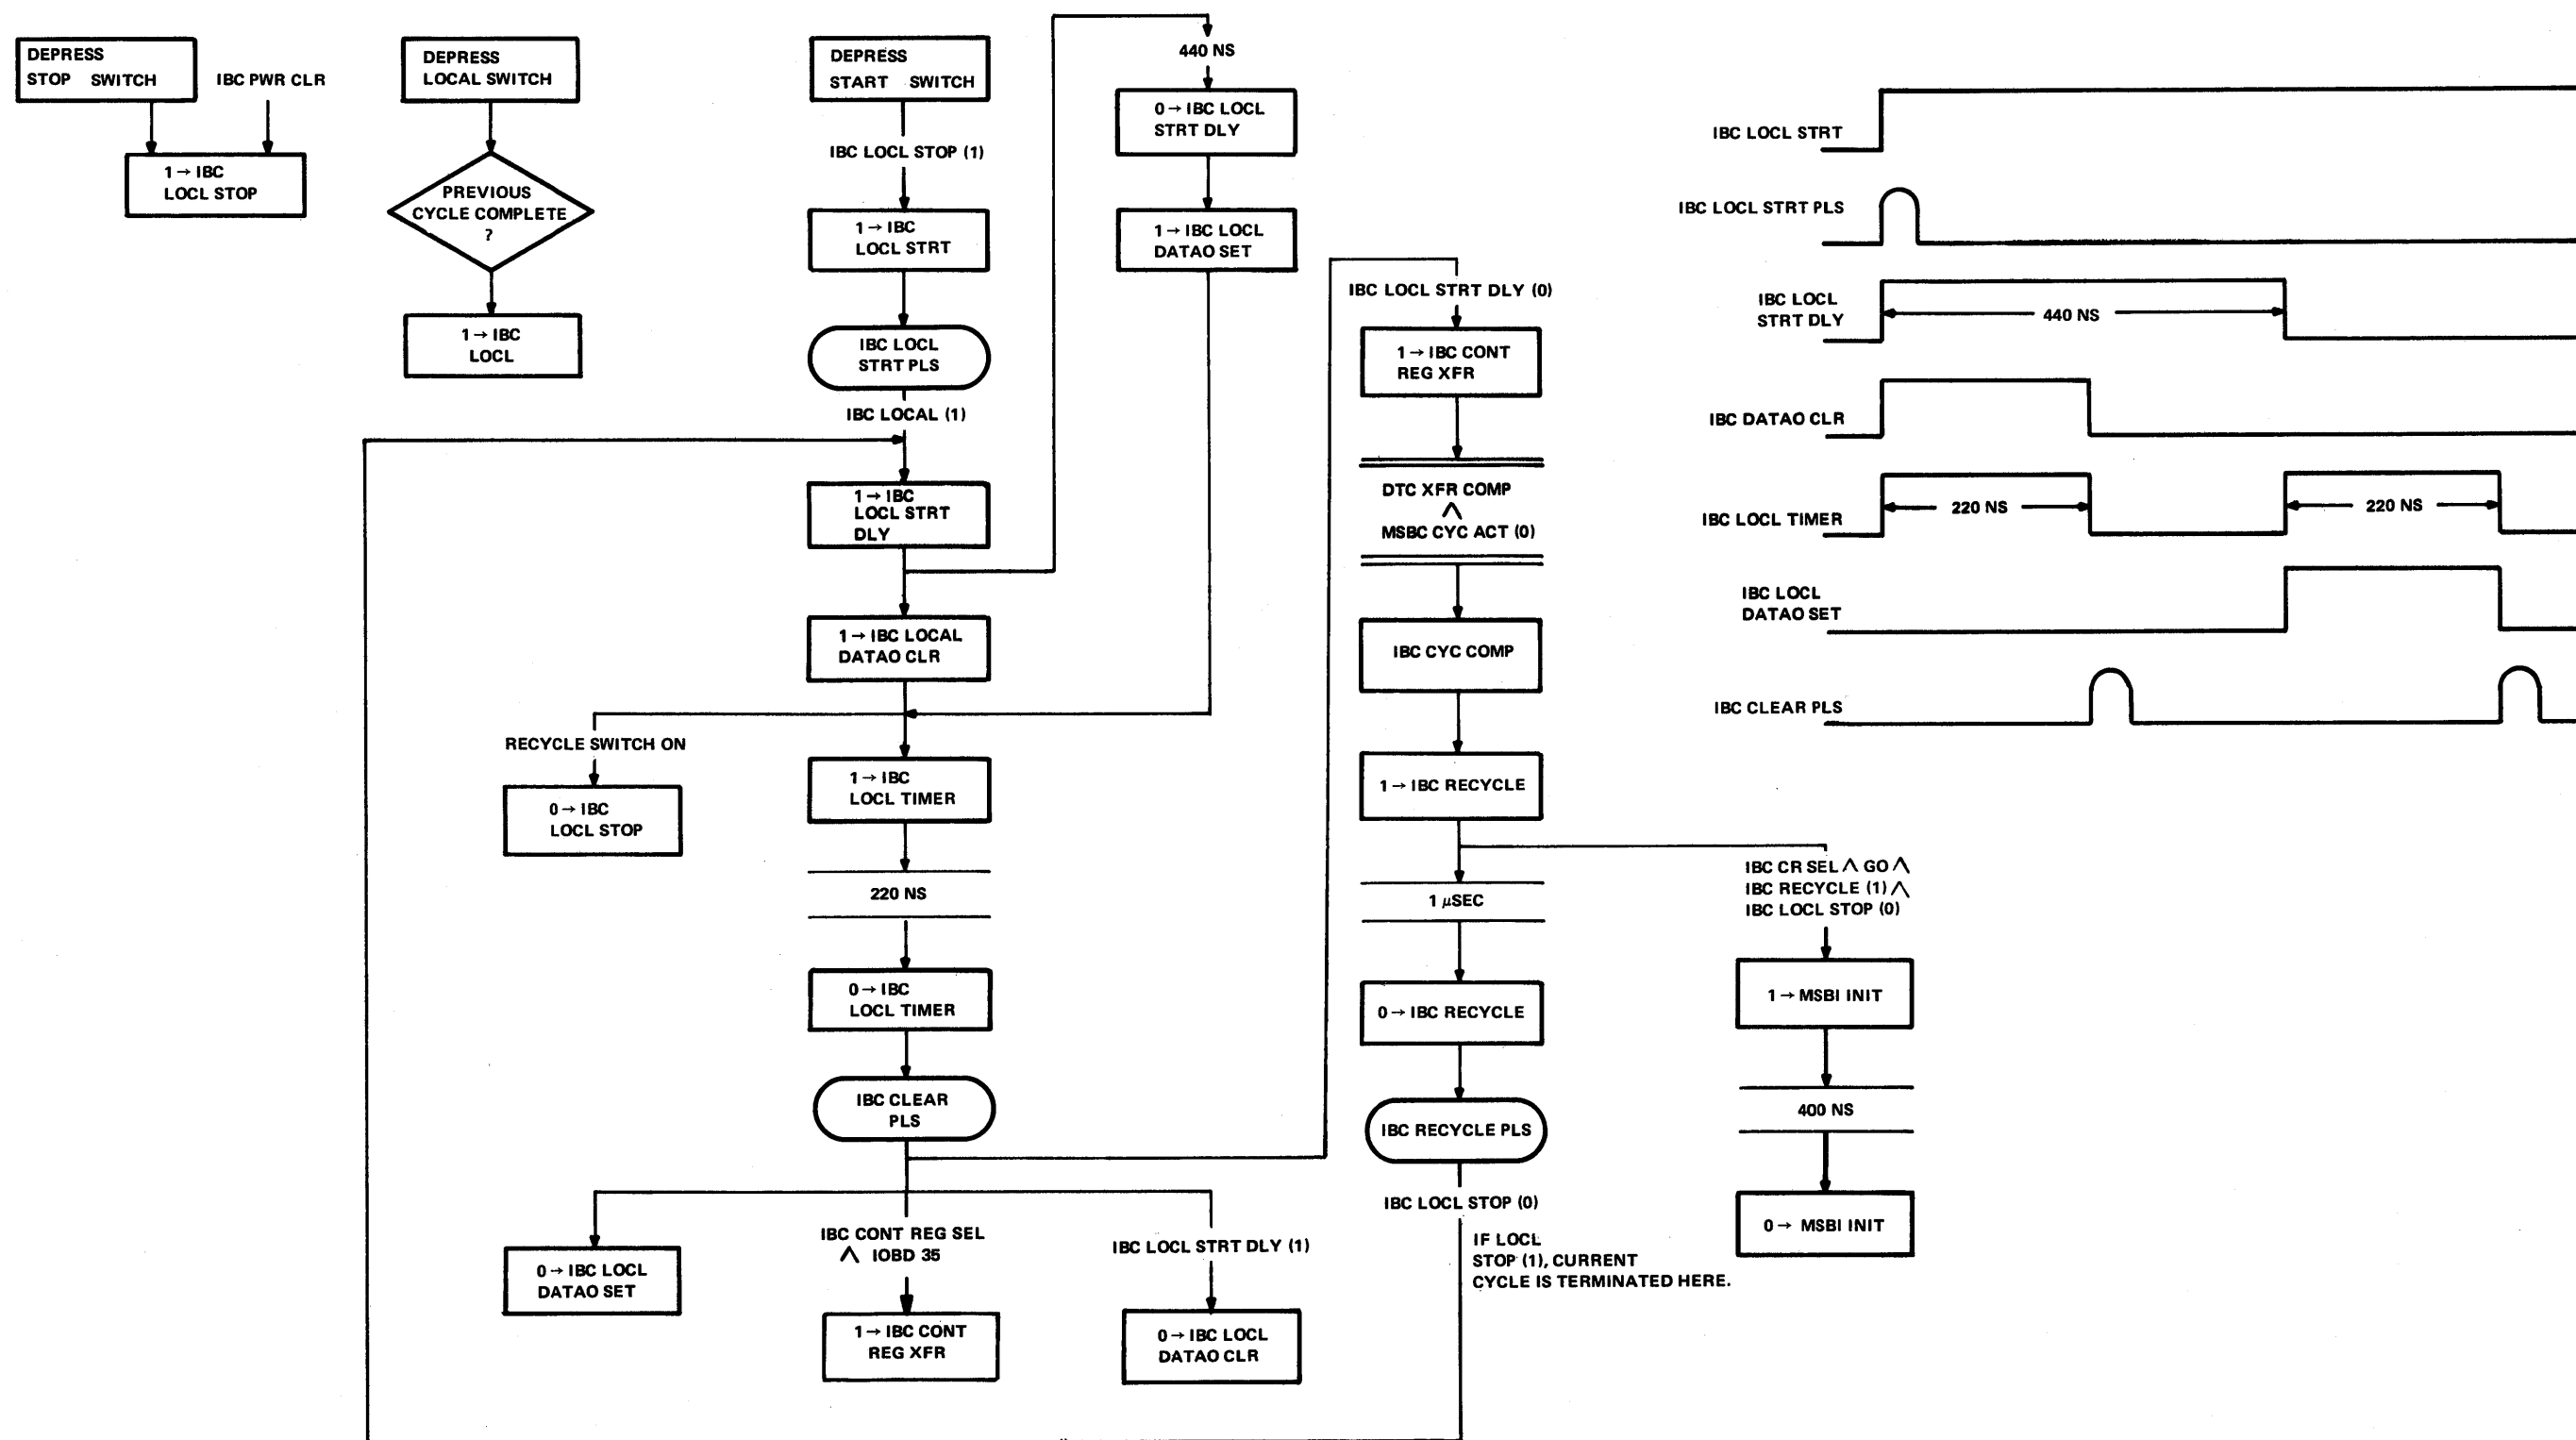 DEPRESS
STOP SWITCH
IBC PWR CLR
1→IBC
LOCL STOP
DEPRESS
LOCAL SWITCH
PREVIOUS
CYCLE COMPLETE
?
1→IBC
LOCL
DEPRESS
START SWITCH
IBC LOCL STOP (1)
1→IBC
LOCL STRT
IBC LOCL
STRT PLS
IBC LOCAL (1)
1→IBC
LOCL STRT
DLY
1→IBC LOCAL
DATAO CLR
RECYCLE SWITCH ON
0→IBC
LOCL STOP
1→IBC
LOCL TIMER
220 NS
0→IBC
LOCL TIMER
IBC CLEAR
PLS
0→IBC LOCL
DATAO SET
IBC CONT REG SEL
∧ IOBD 35
1→IBC CONT
REG XFR
IBC LOCL STRT DLY (1)
0→IBC LOCL
DATAO CLR
440 NS
0→IBC LOCL
STRT DLY
1→IBC LOCL
DATAO SET
IBC LOCL STRT DLY (0)
1→IBC CONT
REG XFR
DTC XFR COMP
∧
MSBC CYC ACT (0)
IBC CYC COMP
1→IBC RECYCLE
1 μSEC
0→IBC RECYCLE
IBC RECYCLE PLS
IBC LOCL STOP (0)
IF LOCL
STOP (1), CURRENT
CYCLE IS TERMINATED HERE.
IBC CR SEL ∧ GO ∧
IBC RECYCLE (1) ∧
IBC LOCL STOP (0)
1→MSBI INIT
400 NS
0→ MSBI INIT
IBC LOCL STRT
IBC LOCL STRT PLS
IBC LOCL
STRT DLY
440 NS
IBC DATAO CLR
IBC LOCL TIMER
220 NS
220 NS
IBC LOCL
DATAO SET
IBC CLEAR PLS